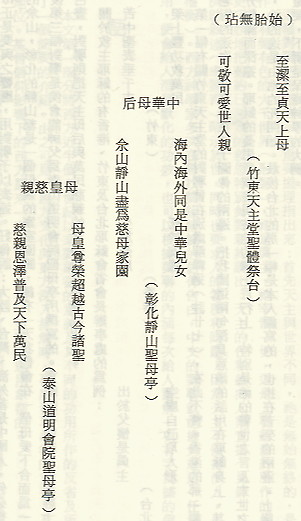 （始胎無玷）
至潔至貞天上母
（竹東天主堂聖體祭台）
可敬可愛世人親
中華母后
海內海外同是中華兒女
（彰化靜山聖母亭）
佘山靜山盡爲慈母家園
母皇慈親
母皇尊榮超越古今諸聖
（泰山道明會院聖母亭）
慈親恩澤普及天下萬民